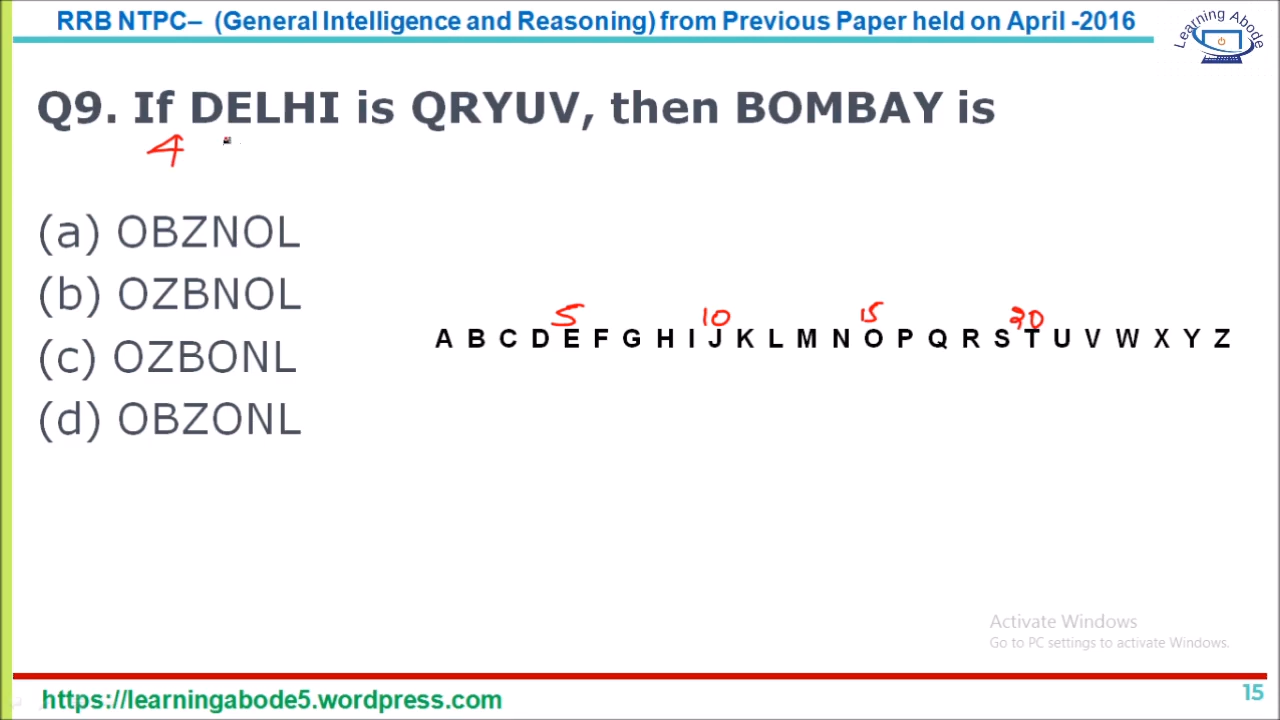 RRB NTPC– (General Intelligence and Reasoning) from Previous Paper held on April -2016
Learning Abode
Q9. If DELHI is QRYUV, then BOMBAY is
4
(a) OBZNOL
(b) OZBNOL
(c) OZBONL
(d) OBZONL
5 10 15 20
A B C D E F G H I J K L M N O P Q R S T U V W X Y Z
Activate Windows
Go to PC settings to activate Windows.
https://learningabode5.wordpress.com
15